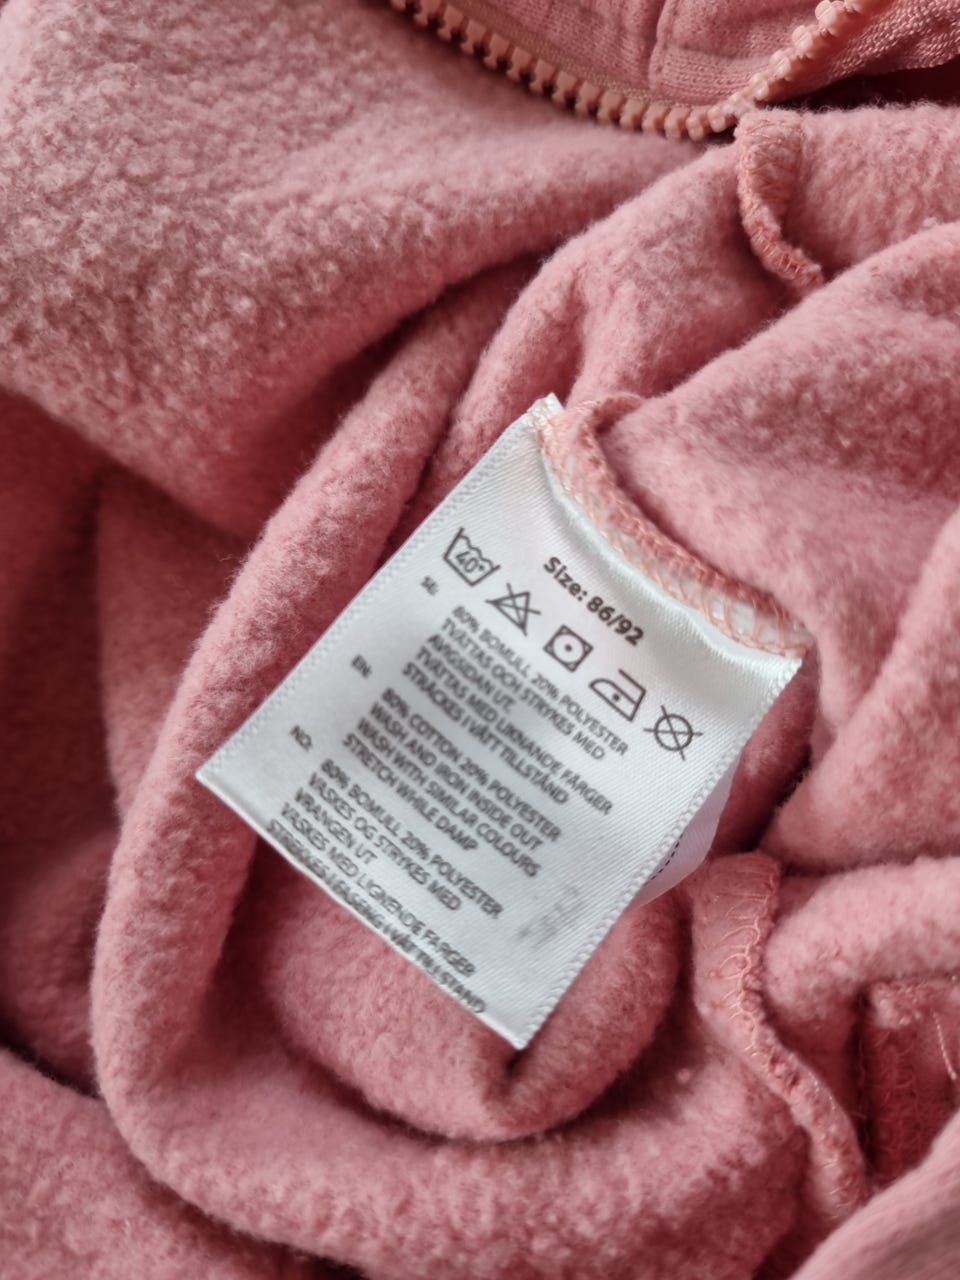 Size: 86/92
40°
SE:
80% BOMULL 20% POLYESTER
TVÄTTAS OCH STRYKES MED
AVIGSIDAN UT.
TVÄTTAS MED LIKNANDE FÄRGER
STRÄCKES I VÅTT TILLSTÅND
EN:
80% COTTON 20% POLYESTER
WASH AND IRON INSIDE OUT
WASH WITH SIMILAR COLOURS
STRETCH WHILE DAMP
NO:
80% BOMULL 20% POLYESTER
VASKES OG STRYKES MED
VRANGEN UT
VASKES MED LIGNENDE FARGER
I VÅT TILLSTAND